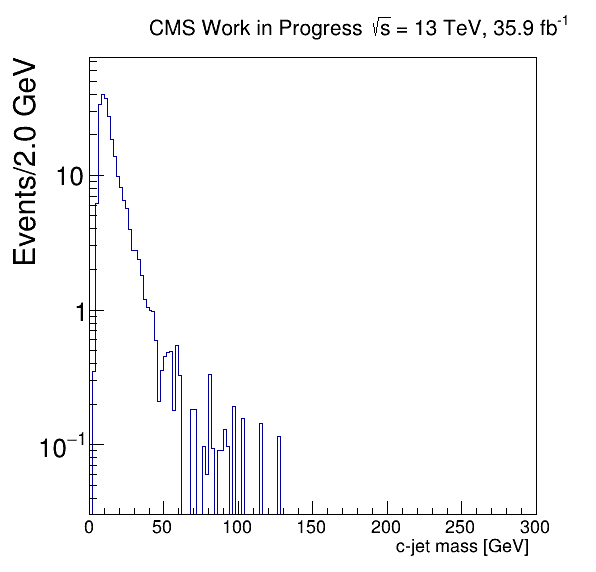 CMS Work in Progress √s = 13 TeV, 35.9 fb⁻¹
Events/2.0 GeV
10
1
10⁻¹
0 50 100 150 200 250 300
c-jet mass [GeV]